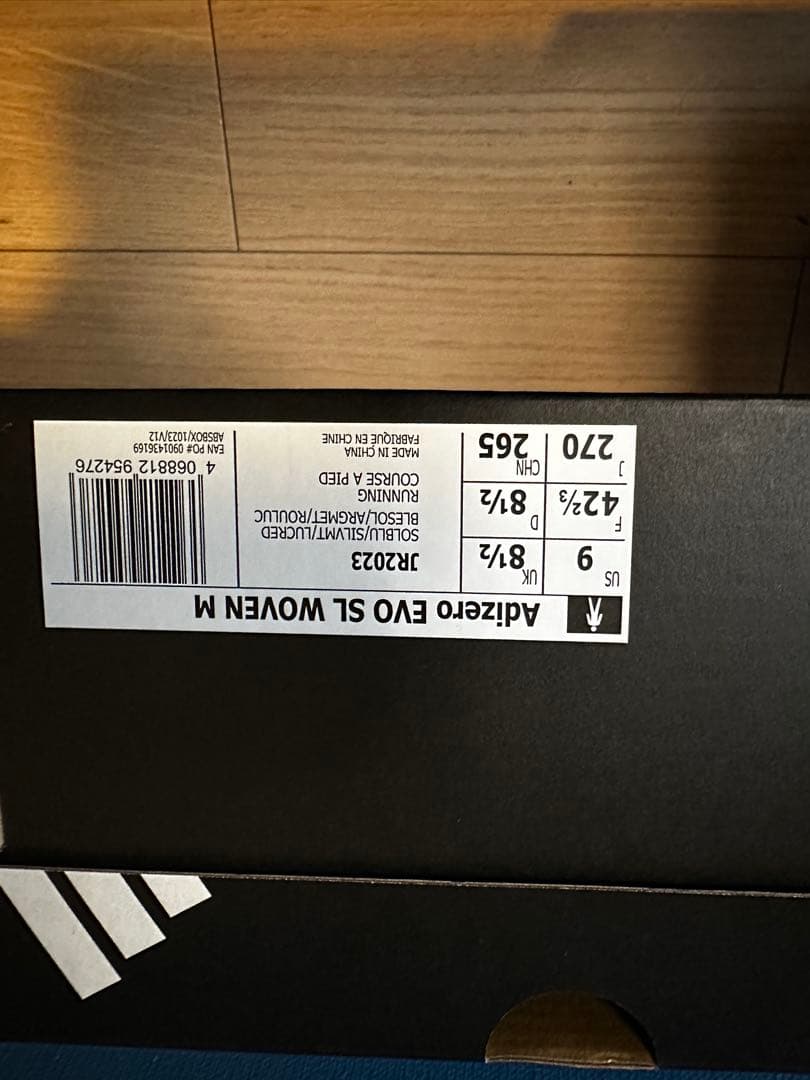 Adizero EVO SL WOVEN M
US
9
UK
8½
F
42⅔
D
8½
J
270
CHN
265
JR2023
SOLBLU/SILVMT/LUCRED
BLESOL/ARGMET/ROULUC
RUNNING
COURSE A PIED
MADE IN CHINA
FABRIQUE EN CHINE
4 068812 954276
EAN PO# 0901436169
ABSBOX/1023/V12